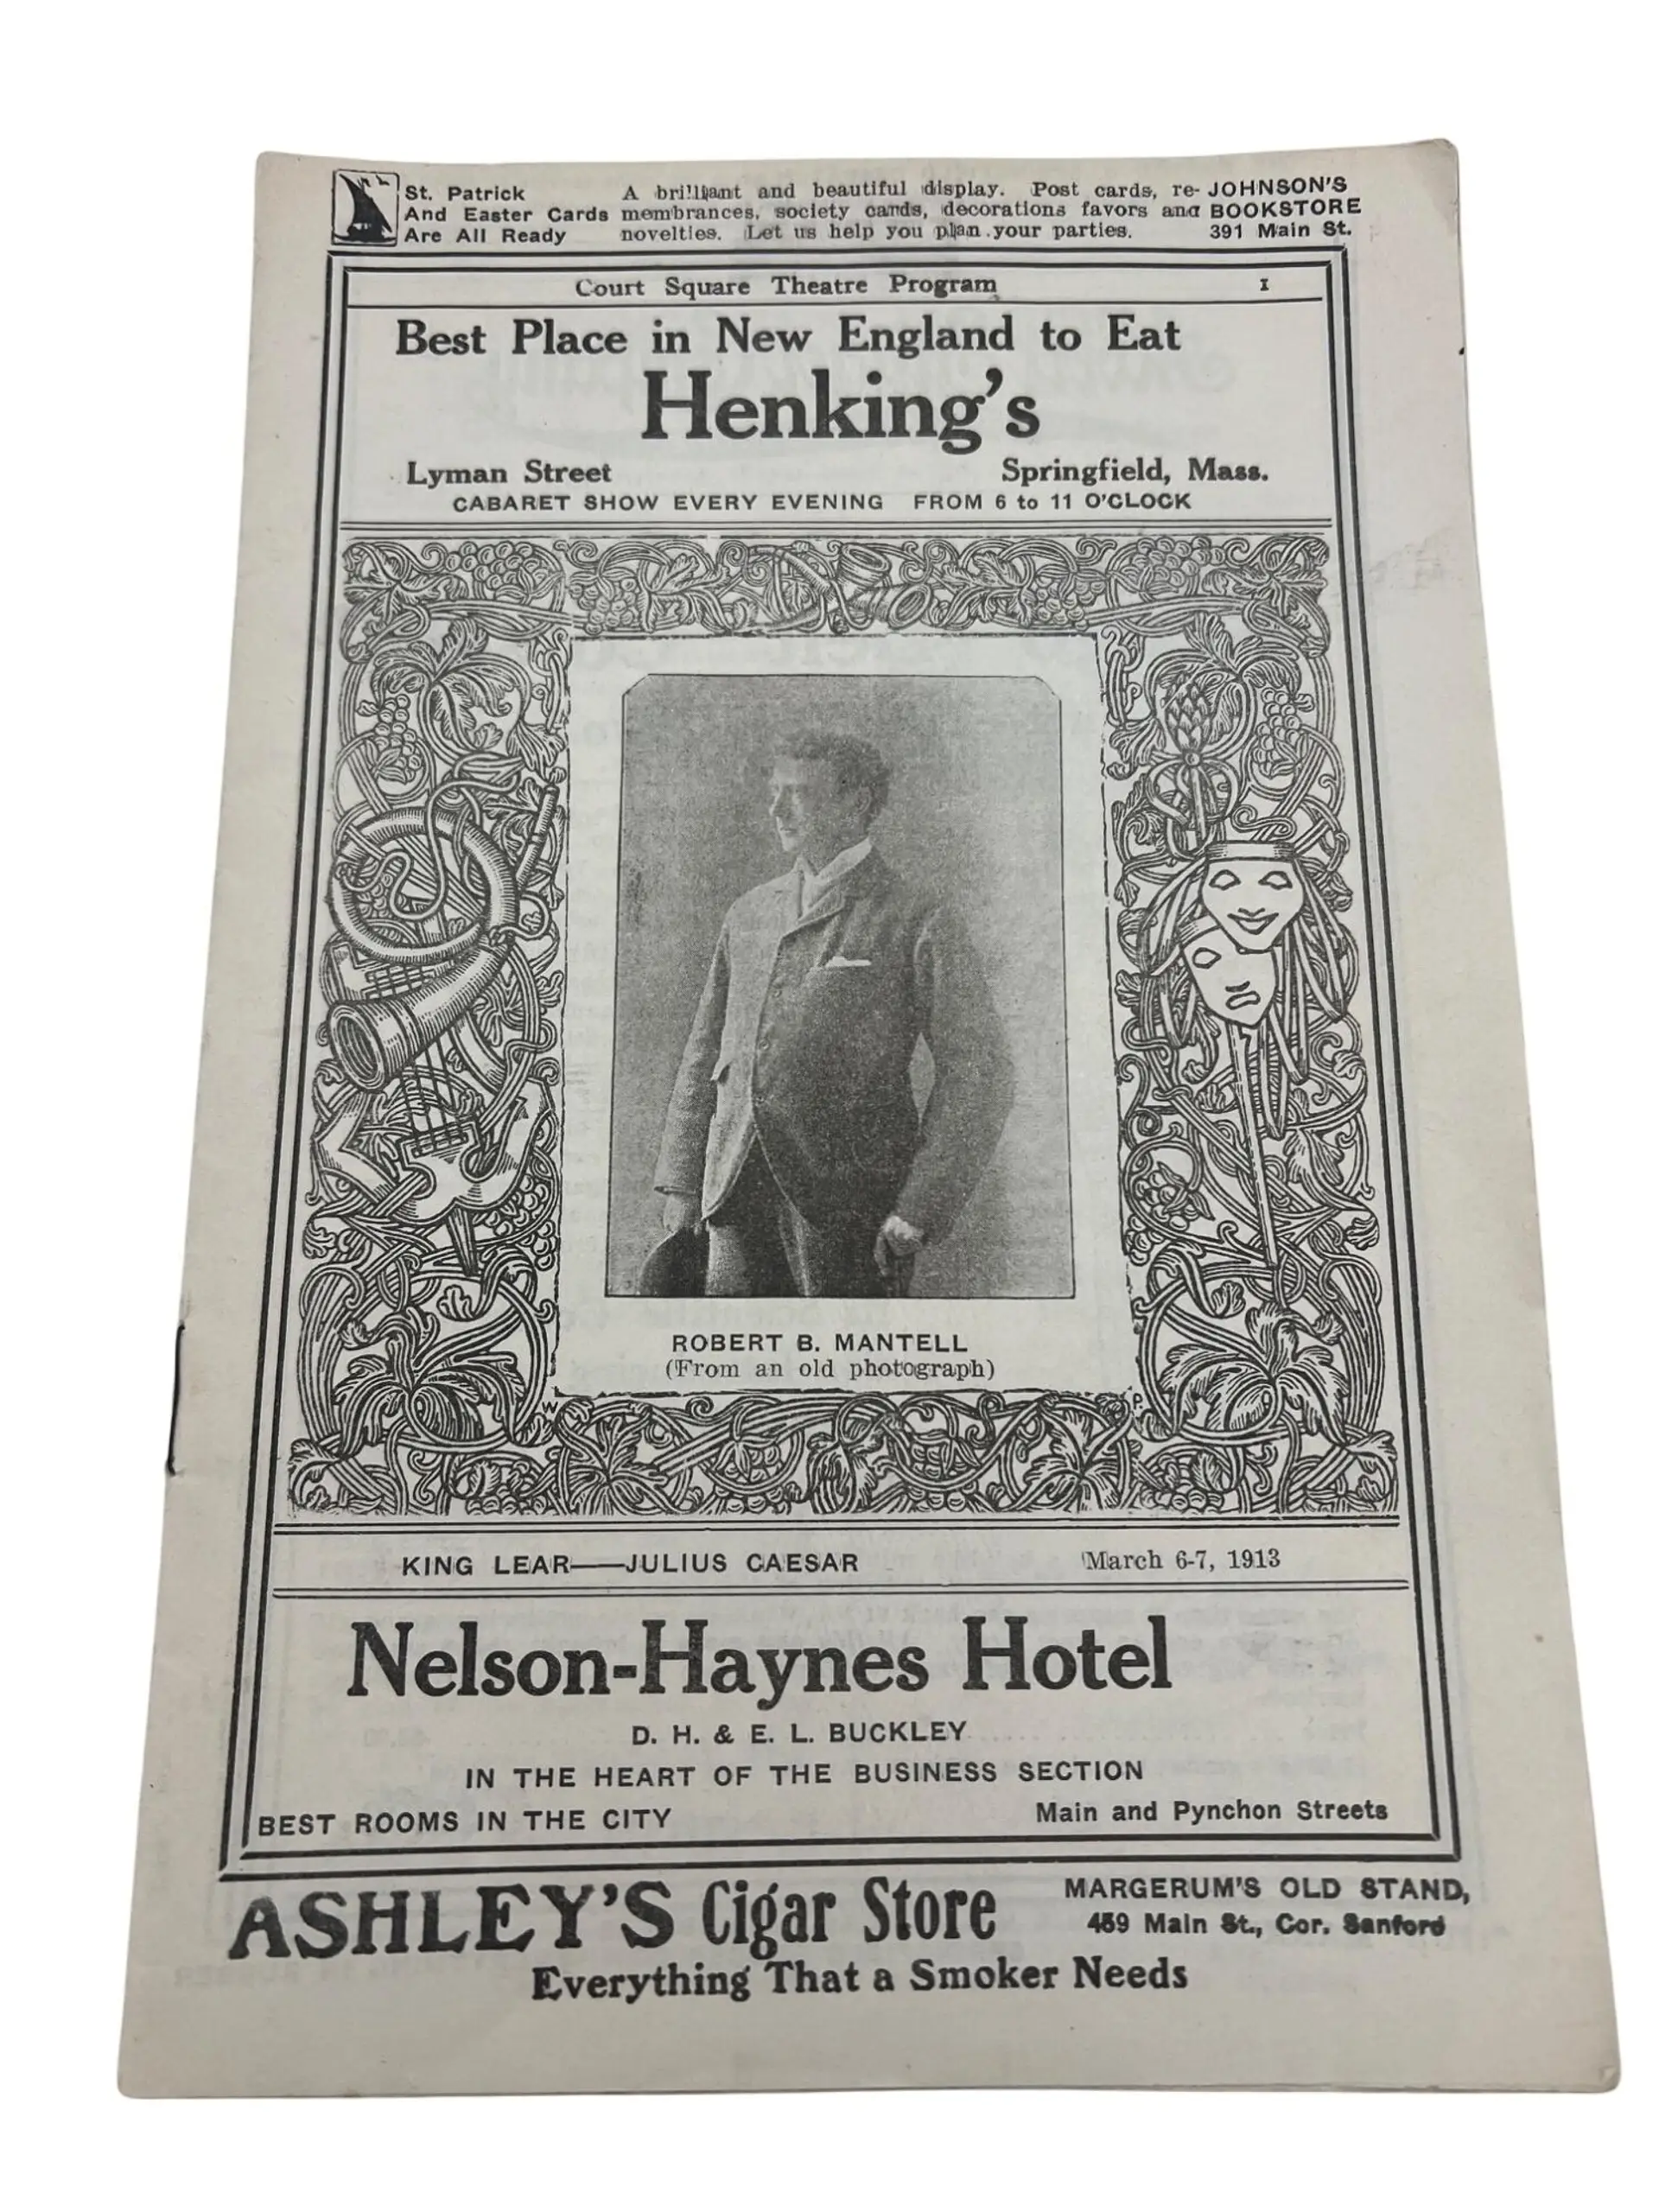 St. Patrick
And Easter Cards
Are All Ready
A brilliant and beautiful display. Post cards, re-
membrances, society cards, decorations favors and
novelties. Let us help you plan your parties.
JOHNSON'S
BOOKSTORE
391 Main St.
Court Square Theatre Program 1
Best Place in New England to Eat
Henking's
Lyman Street Springfield, Mass.
CABARET SHOW EVERY EVENING FROM 6 to 11 O'CLOCK
ROBERT B. MANTELL
(From an old photograph)
W P.
KING LEAR——JULIUS CAESAR March 6-7, 1913
Nelson-Haynes Hotel
D. H. & E. L. BUCKLEY
IN THE HEART OF THE BUSINESS SECTION
BEST ROOMS IN THE CITY Main and Pynchon Streets
ASHLEY'S Cigar Store
MARGERUM'S OLD STAND,
Main St., Cor. Sanford
Everything That a Smoker Needs